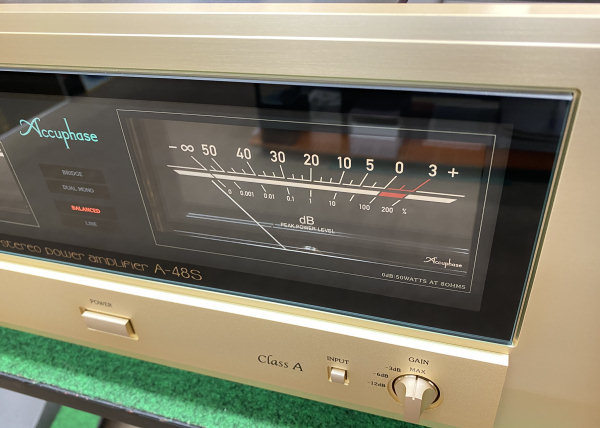 Accuphase
BRIDGE
DUAL MONO
BALANCED
LINE
stereo power amplifier A-48S
-∞ 50 40 30 20 10 5 0 3 +
0 0.001 0.01 0.1 1 10 100 200 %
dB
PEAK POWER LEVEL
Accuphase
0dB:50WATTS AT 8OHMS
POWER
Class A
INPUT
GAIN
MAX
-3dB
-6dB
-12dB